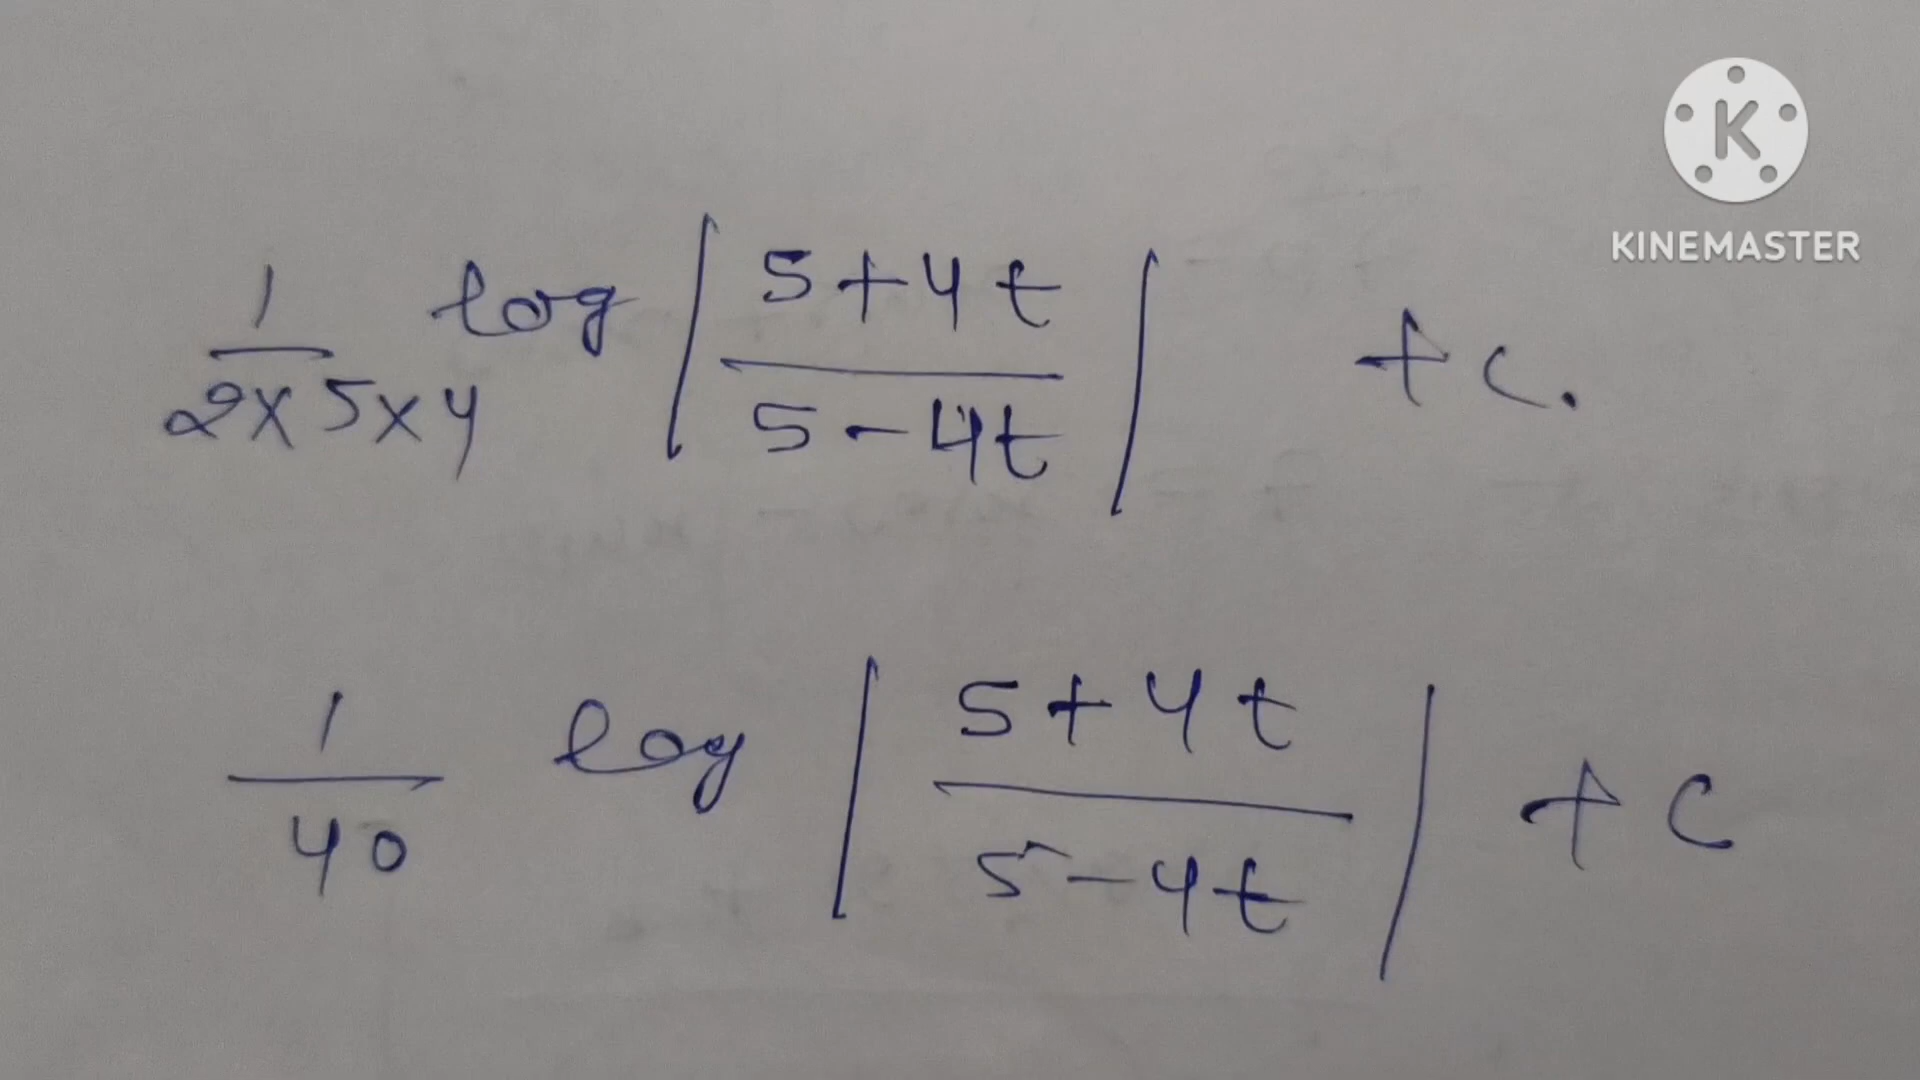 K
KINEMASTER
1/(2×5×4) log |(5+4t)/(5-4t)| +c.
1/40 log |(5+4t)/(5-4t)| +c